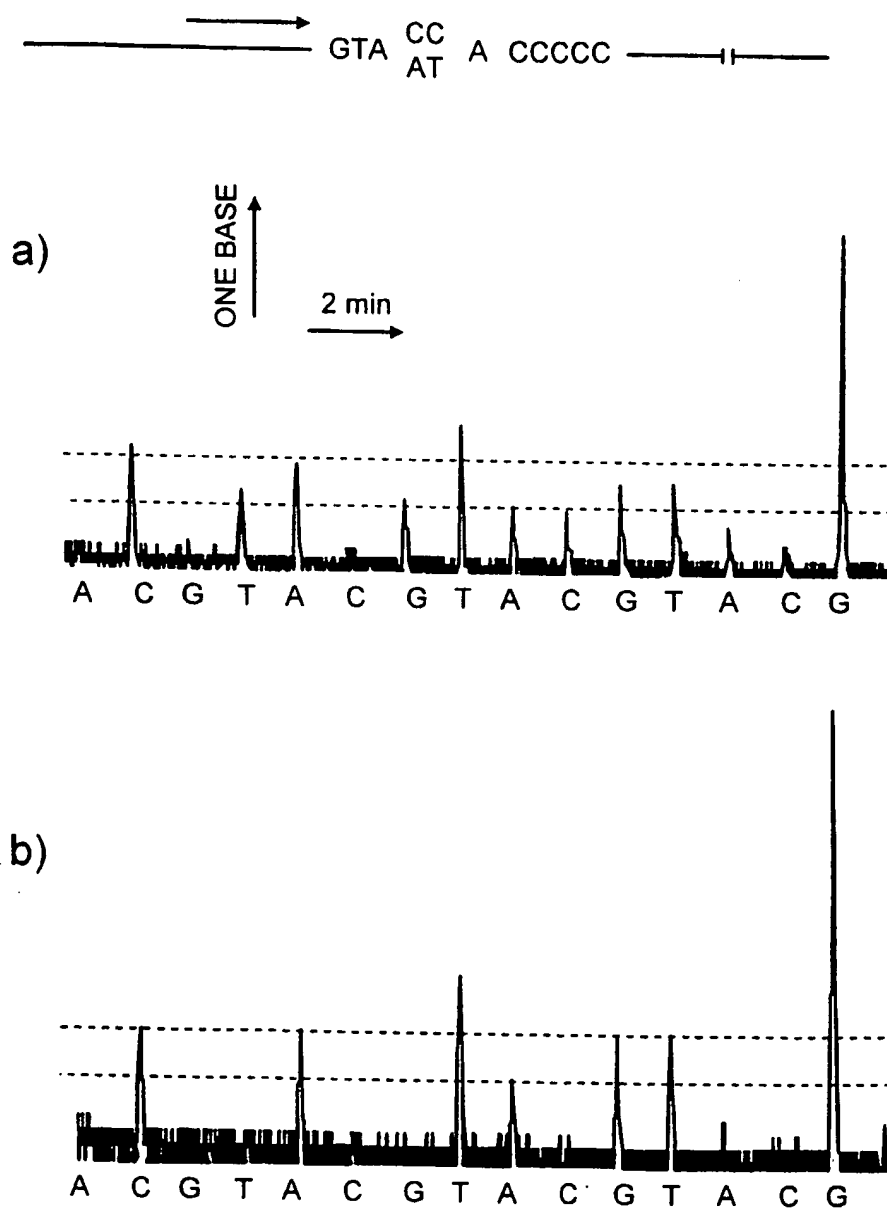 GTA CC A CCCCC
AT
a)
ONE BASE
2 min
A C G T A C G T A C G T A C G
b)
A C G T A C G T A C G T A C G